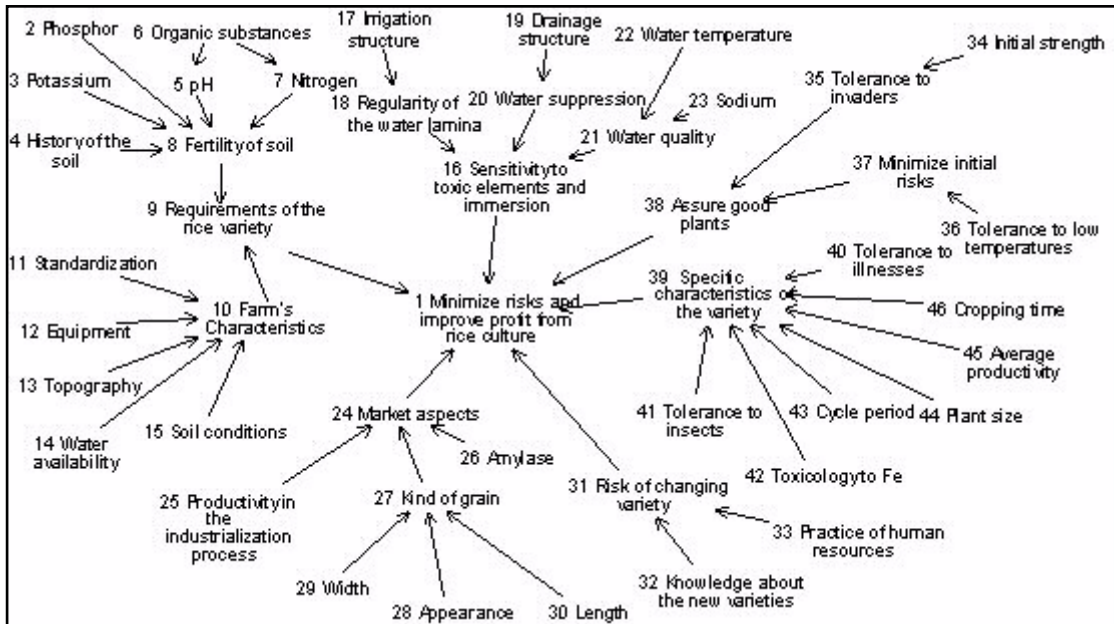 2 Phosphor
6 Organic substances
17 Irrigation
structure
19 Drainage
structure
22 Water temperature
34 Initial strength
3 Potassium
5 pH
7 Nitrogen
18 Regularity of
the water lamina
20 Water suppression
23 Sodium
35 Tolerance to
invaders
4 History of the
soil
8 Fertility of soil
21 Water quality
16 Sensitivity to
toxic elements and
immersion
37 Minimize initial
risks
9 Requirements of the
rice variety
38 Assure good
plants
36 Tolerance to low
temperatures
11 Standardization
40 Tolerance to
illnesses
10 Farm's
Characteristics
1 Minimize risks and
improve profit from
rice culture
39 Specific
characteristics o
the variety
46 Cropping time
12 Equipment
45 Average
productivity
13 Topography
14 Water
availability
15 Soil conditions
24 Market aspects
41 Tolerance to
insects
43 Cycle period
44 Plant size
26 Amylase
42 Toxicology to Fe
25 Productivity in
the
industrialization
process
27 Kind of grain
31 Risk of changing
variety
33 Practice of human
resources
29 Width
28 Appearance
30 Length
32 Knowledge about
the new varieties